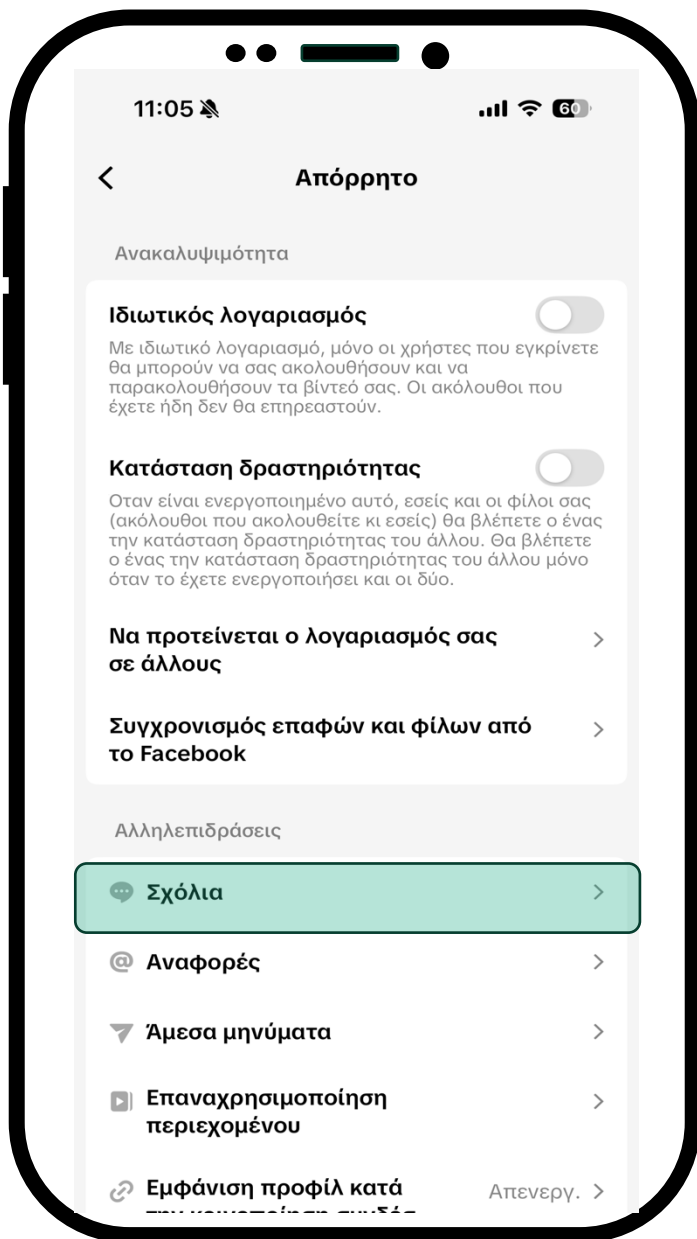 11:05
60
Απόρρητο
Ανακαλυψιμότητα
Ιδιωτικός λογαριασμός
Με ιδιωτικό λογαριασμό, μόνο οι χρήστες που εγκρίνετε
θα μπορούν να σας ακολουθήσουν και να
παρακολουθήσουν τα βίντεό σας. Οι ακόλουθοι που
έχετε ήδη δεν θα επηρεαστούν.
Κατάσταση δραστηριότητας
Οταν είναι ενεργοποιημένο αυτό, εσείς και οι φίλοι σας
(ακόλουθοι που ακολουθείτε κι εσείς) θα βλέπετε ο ένας
την κατάσταση δραστηριότητας του άλλου. Θα βλέπετε
ο ένας την κατάσταση δραστηριότητας του άλλου μόνο
όταν το έχετε ενεργοποιήσει και οι δύο.
Να προτείνεται ο λογαριασμός σας
σε άλλους
Συγχρονισμός επαφών και φίλων από
το Facebook
Αλληλεπιδράσεις
Σχόλια
Αναφορές
Άμεσα μηνύματα
Επαναχρησιμοποίηση
περιεχομένου
Εμφάνιση προφίλ κατά
Απενεργ.